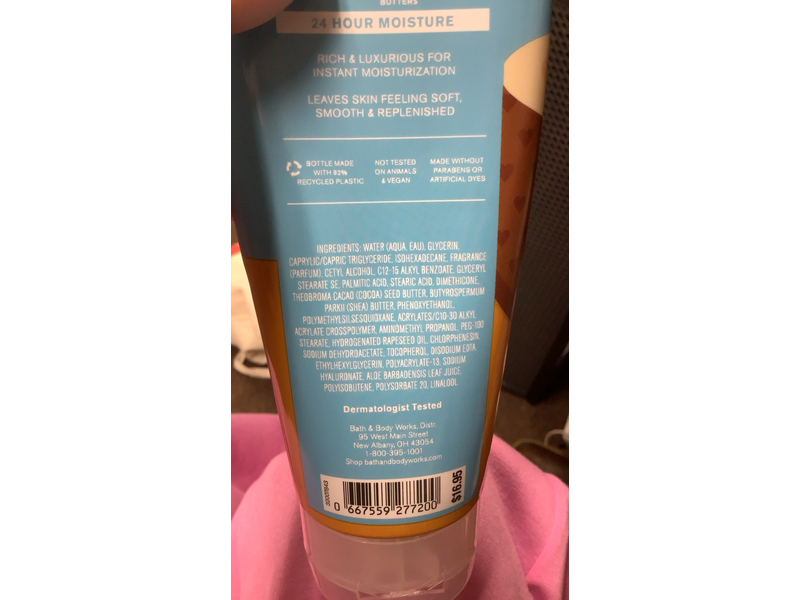 BUTTERS
24 HOUR MOISTURE
RICH & LUXURIOUS FOR
INSTANT MOISTURIZATION
LEAVES SKIN FEELING SOFT,
SMOOTH & REPLENISHED
BOTTLE MADE
WITH 82%
RECYCLED PLASTIC
NOT TESTED
ON ANIMALS
& VEGAN
MADE WITHOUT
PARABENS OR
ARTIFICIAL DYES
INGREDIENTS: WATER (AQUA, EAU), GLYCERIN,
CAPRYLIC/CAPRIC TRIGLYCERIDE, ISOHEXADECANE, FRAGRANCE
(PARFUM), CETYL ALCOHOL, C12-15 ALKYL BENZOATE, GLYCERYL
STEARATE SE, PALMITIC ACID, STEARIC ACID, DIMETHICONE,
THEOBROMA CACAO (COCOA) SEED BUTTER, BUTYROSPERMUM
PARKII (SHEA) BUTTER, PHENOXYETHANOL,
POLYMETHYLSILSESQUIOXANE, ACRYLATES/C10-30 ALKYL
ACRYLATE CROSSPOLYMER, AMINOMETHYL PROPANOL, PEG-100
STEARATE, HYDROGENATED RAPESEED OIL, CHLORPHENESIN,
SODIUM DEHYDROACETATE, TOCOPHEROL, DISODIUM EDTA,
ETHYLHEXYLGLYCERIN, POLYACRYLATE-13, SODIUM
HYALURONATE, ALOE BARBADENSIS LEAF JUICE,
POLYISOBUTENE, POLYSORBATE 20, LINALOOL
Dermatologist Tested
Bath & Body Works, Distr.
95 West Main Street
New Albany, OH 43054
1-800-395-1001
Shop bathandbodyworks.com
$16.95
0 667559 277200